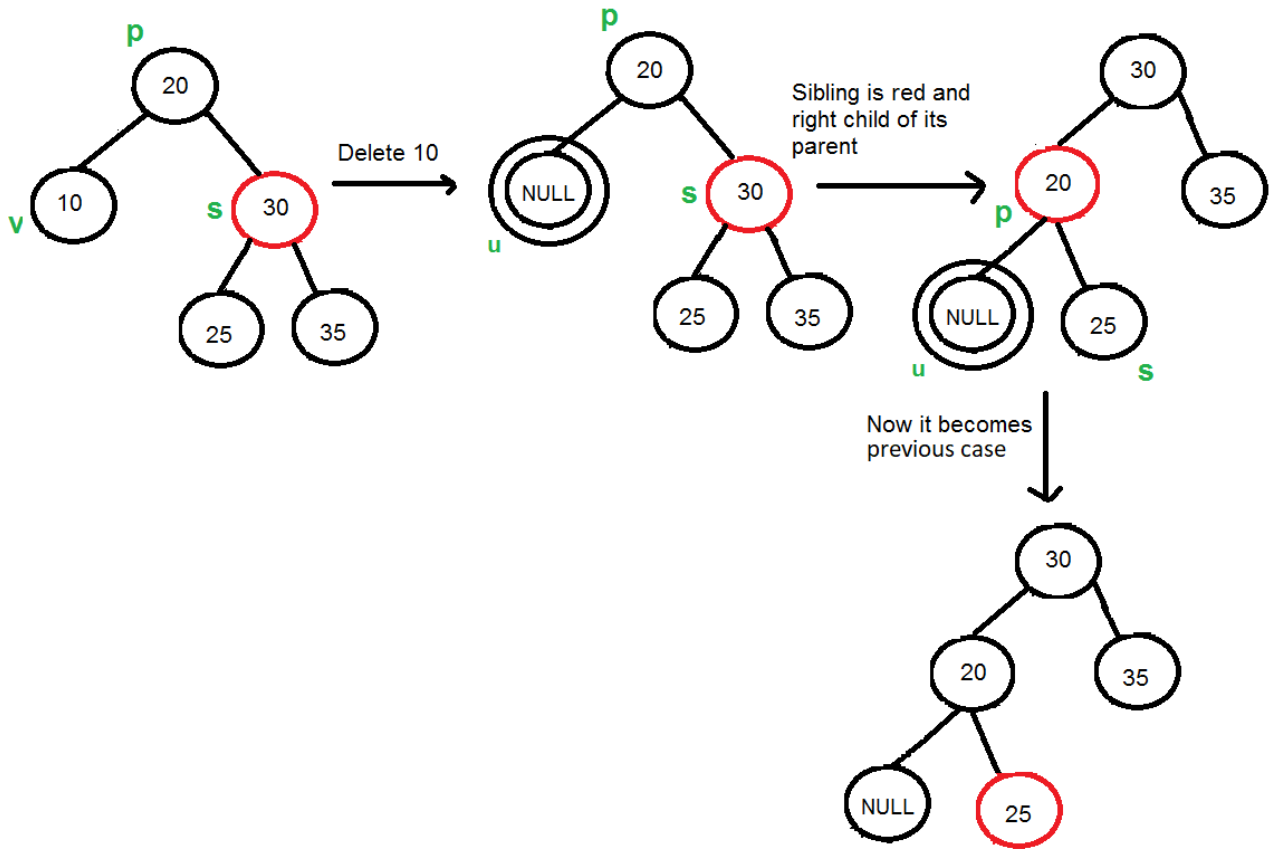 p
20
10
v
s
30
25
35
Delete 10
p
20
NULL
u
s
30
25
35
Sibling is red and
right child of its
parent
30
20
p
35
NULL
u
25
s
Now it becomes
previous case
30
20
35
NULL
25